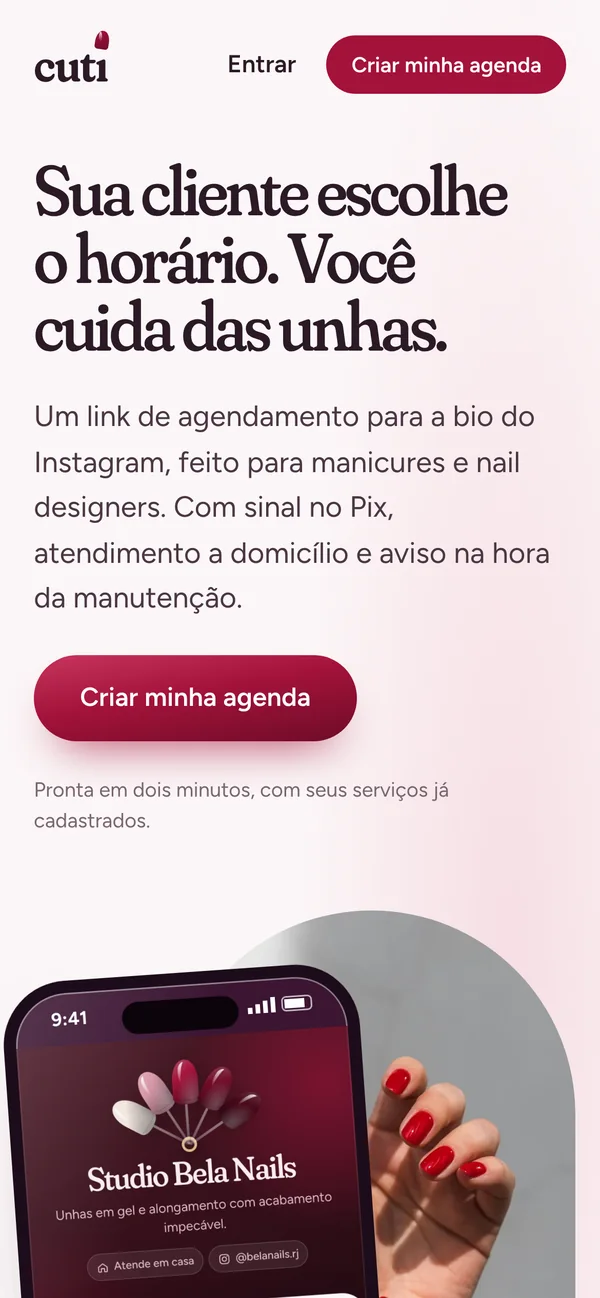 cuti
Entrar
Criar minha agenda
Sua cliente escolhe
o horário. Você
cuida das unhas.
Um link de agendamento para a bio do
Instagram, feito para manicures e nail
designers. Com sinal no Pix,
atendimento a domicílio e aviso na hora
da manutenção.
Criar minha agenda
Pronta em dois minutos, com seus serviços já
cadastrados.
9:41
Studio Bela Nails
Unhas em gel e alongamento com acabamento
impecável.
Atende em casa
@belanails.rj